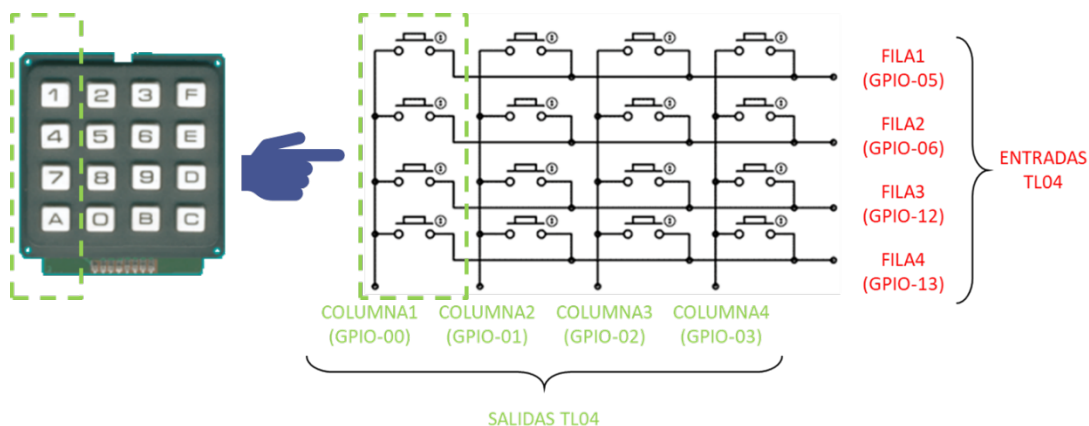 1 2 3 F
4 5 6 E
7 8 9 D
A 0 B C
FILA1
(GPIO-05)
FILA2
(GPIO-06)
FILA3
(GPIO-12)
FILA4
(GPIO-13)
ENTRADAS
TL04
COLUMNA1
(GPIO-00)
COLUMNA2
(GPIO-01)
COLUMNA3
(GPIO-02)
COLUMNA4
(GPIO-03)
SALIDAS TL04